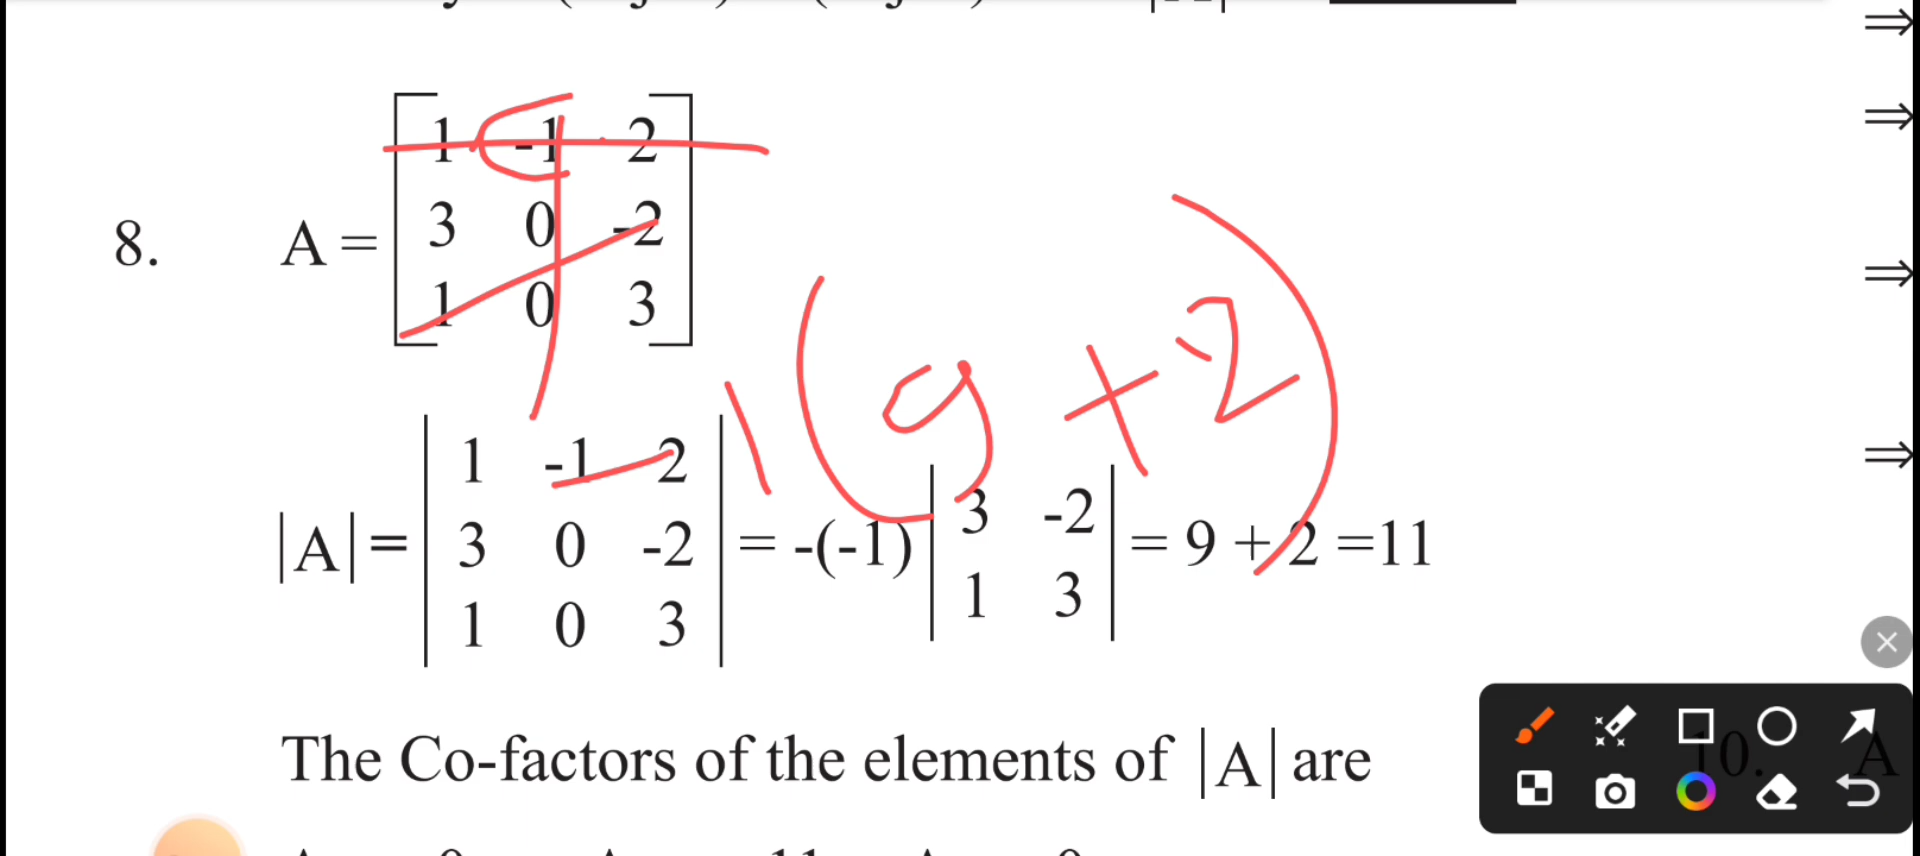 8. A = [ 1 -1 2
3 0 -2
1 0 3 ]
1 (9 + 2)
|A| = | 1 -1 2
3 0 -2
1 0 3 | = -(-1) | 3 -2
1 3 | = 9 + 2 = 11
The Co-factors of the elements of |A| are
10. A